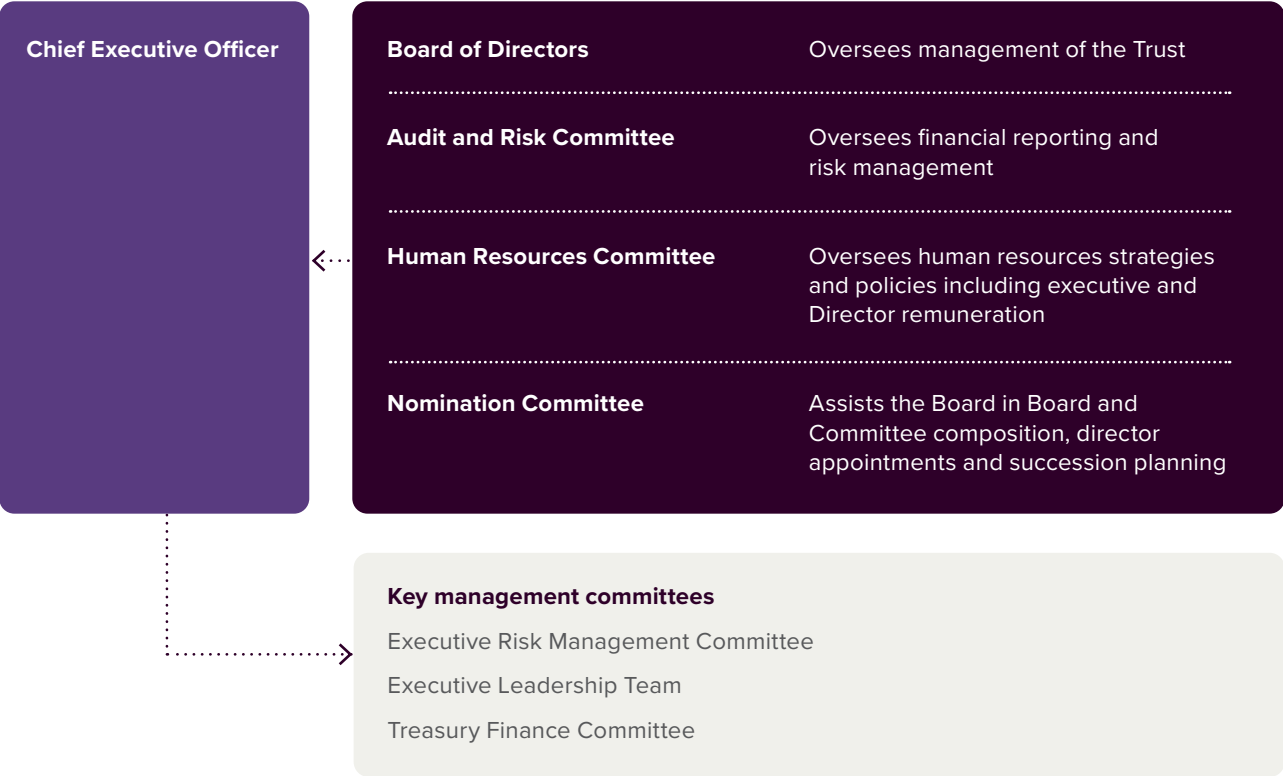 Chief Executive Officer
Board of Directors
Oversees management of the Trust
Audit and Risk Committee
Oversees financial reporting and
risk management
Human Resources Committee
Oversees human resources strategies
and policies including executive and
Director remuneration
Nomination Committee
Assists the Board in Board and
Committee composition, director
appointments and succession planning
Key management committees
Executive Risk Management Committee
Executive Leadership Team
Treasury Finance Committee